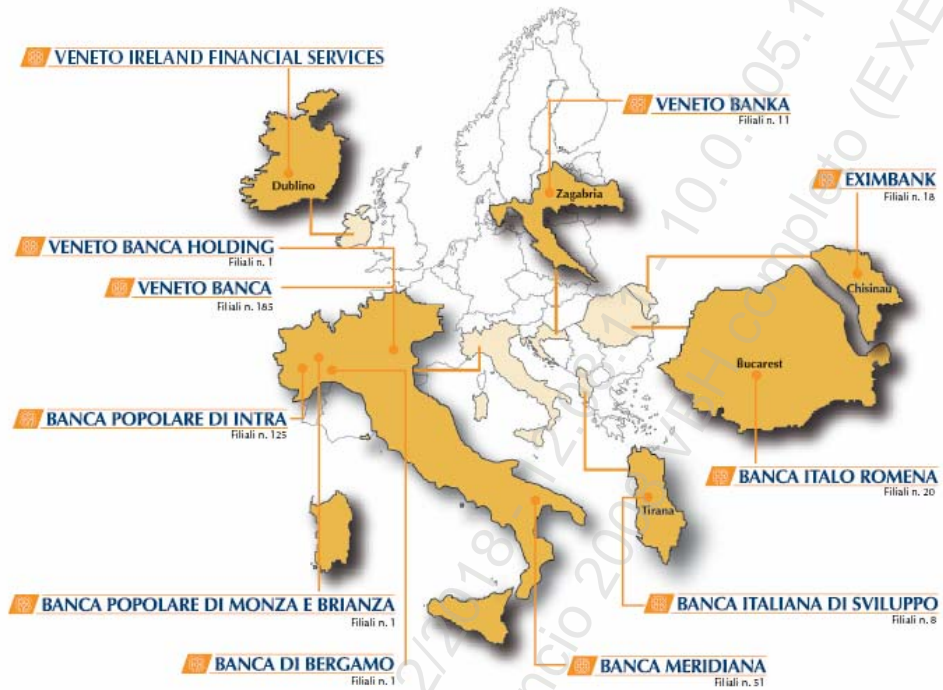 VENETO IRELAND FINANCIAL SERVICES
Dublino
VENETO BANKA
Filiali n. 11
Zagabria
EXIMBANK
Filiali n. 18
Chisinau
VENETO BANCA HOLDING
Filiali n. 1
VENETO BANCA
Filiali n. 185
Bucarest
BANCA POPOLARE DI INTRA
Filiali n. 125
BANCA ITALO ROMENA
Filiali n. 20
Tirana
BANCA POPOLARE DI MONZA E BRIANZA
Filiali n. 1
BANCA ITALIANA DI SVILUPPO
Filiali n. 8
BANCA DI BERGAMO
Filiali n. 1
BANCA MERIDIANA
Filiali n. 51